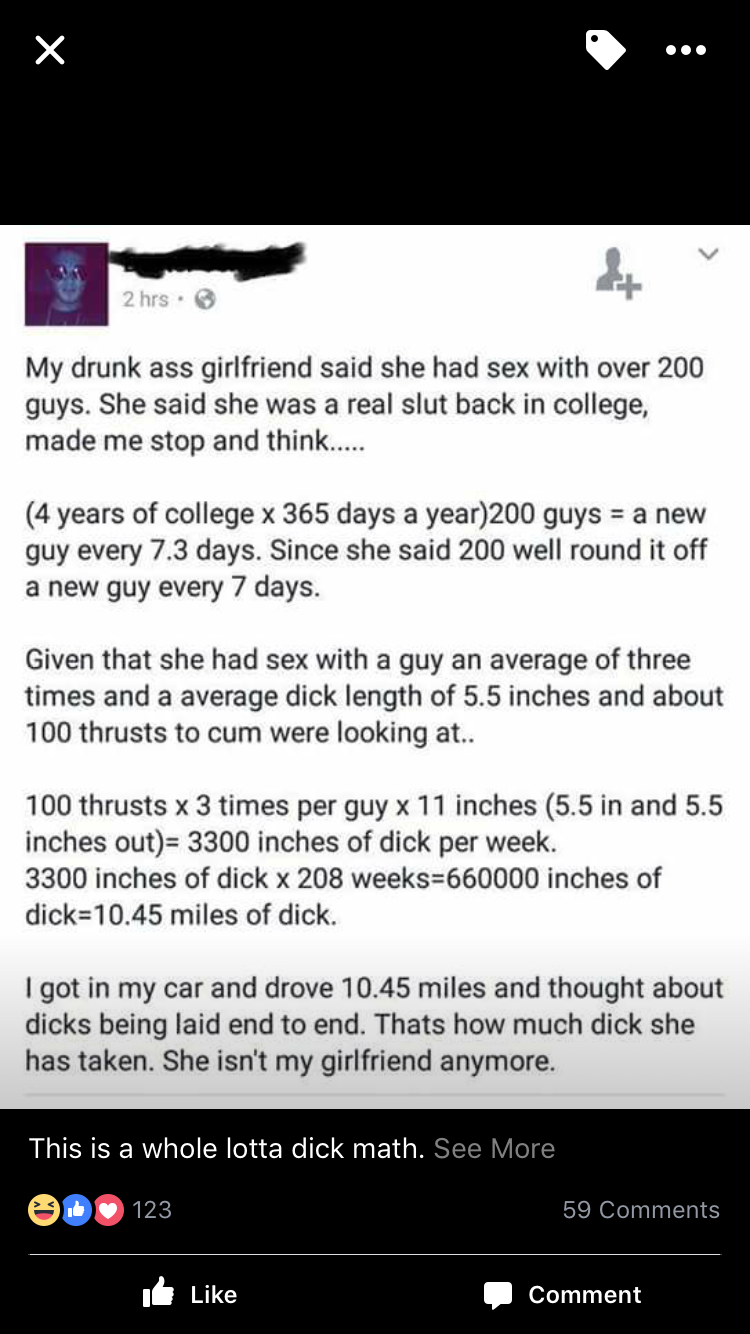 2 hrs ·
My drunk ass girlfriend said she had sex with over 200
guys. She said she was a real slut back in college,
made me stop and think.....
(4 years of college x 365 days a year)200 guys = a new
guy every 7.3 days. Since she said 200 well round it off
a new guy every 7 days.
Given that she had sex with a guy an average of three
times and a average dick length of 5.5 inches and about
100 thrusts to cum were looking at..
100 thrusts x 3 times per guy x 11 inches (5.5 in and 5.5
inches out)= 3300 inches of dick per week.
3300 inches of dick x 208 weeks=660000 inches of
dick=10.45 miles of dick.
I got in my car and drove 10.45 miles and thought about
dicks being laid end to end. Thats how much dick she
has taken. She isn't my girlfriend anymore.
This is a whole lotta dick math. See More
123 59 Comments
Like Comment